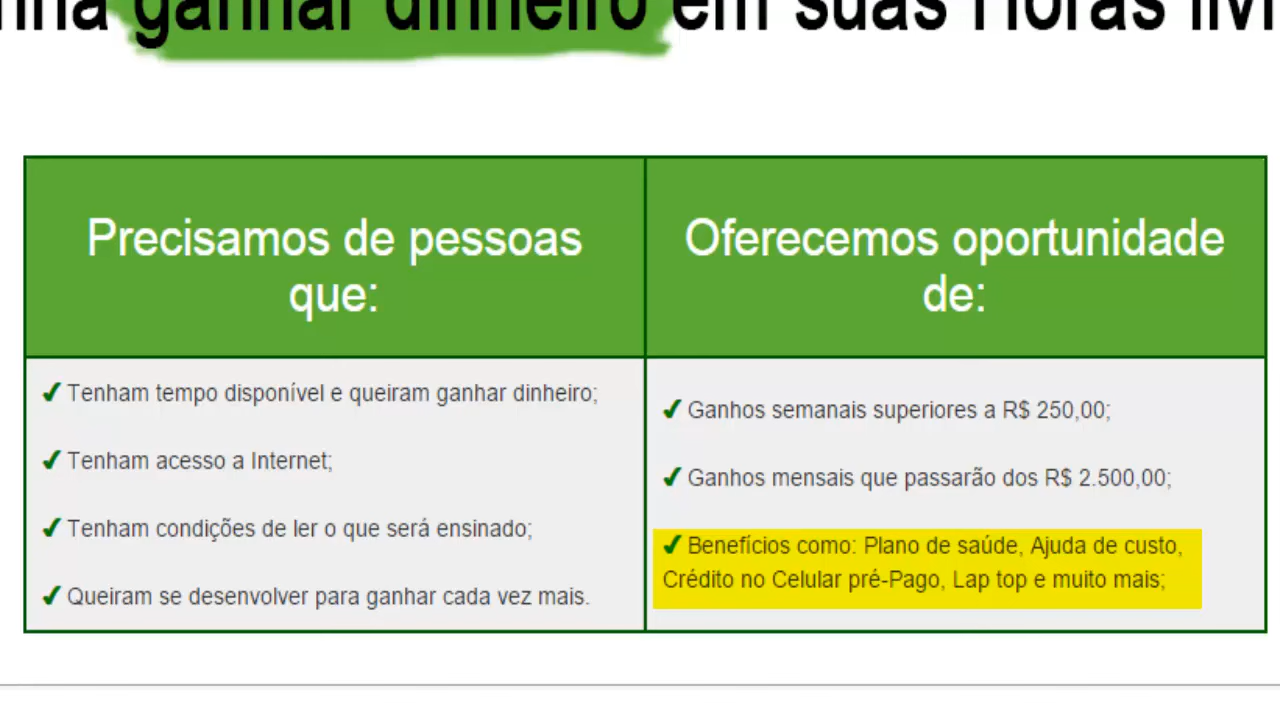 ganhar dinheiro em suas Horas
Precisamos de pessoas
que:
Oferecemos oportunidade
de:
✔ Tenham tempo disponível e queiram ganhar dinheiro;
✔ Tenham acesso a Internet;
✔ Tenham condições de ler o que será ensinado;
✔ Queiram se desenvolver para ganhar cada vez mais.
✔ Ganhos semanais superiores a R$ 250,00;
✔ Ganhos mensais que passarão dos R$ 2.500,00;
✔ Benefícios como: Plano de saúde, Ajuda de custo,
Crédito no Celular pré-Pago, Lap top e muito mais;